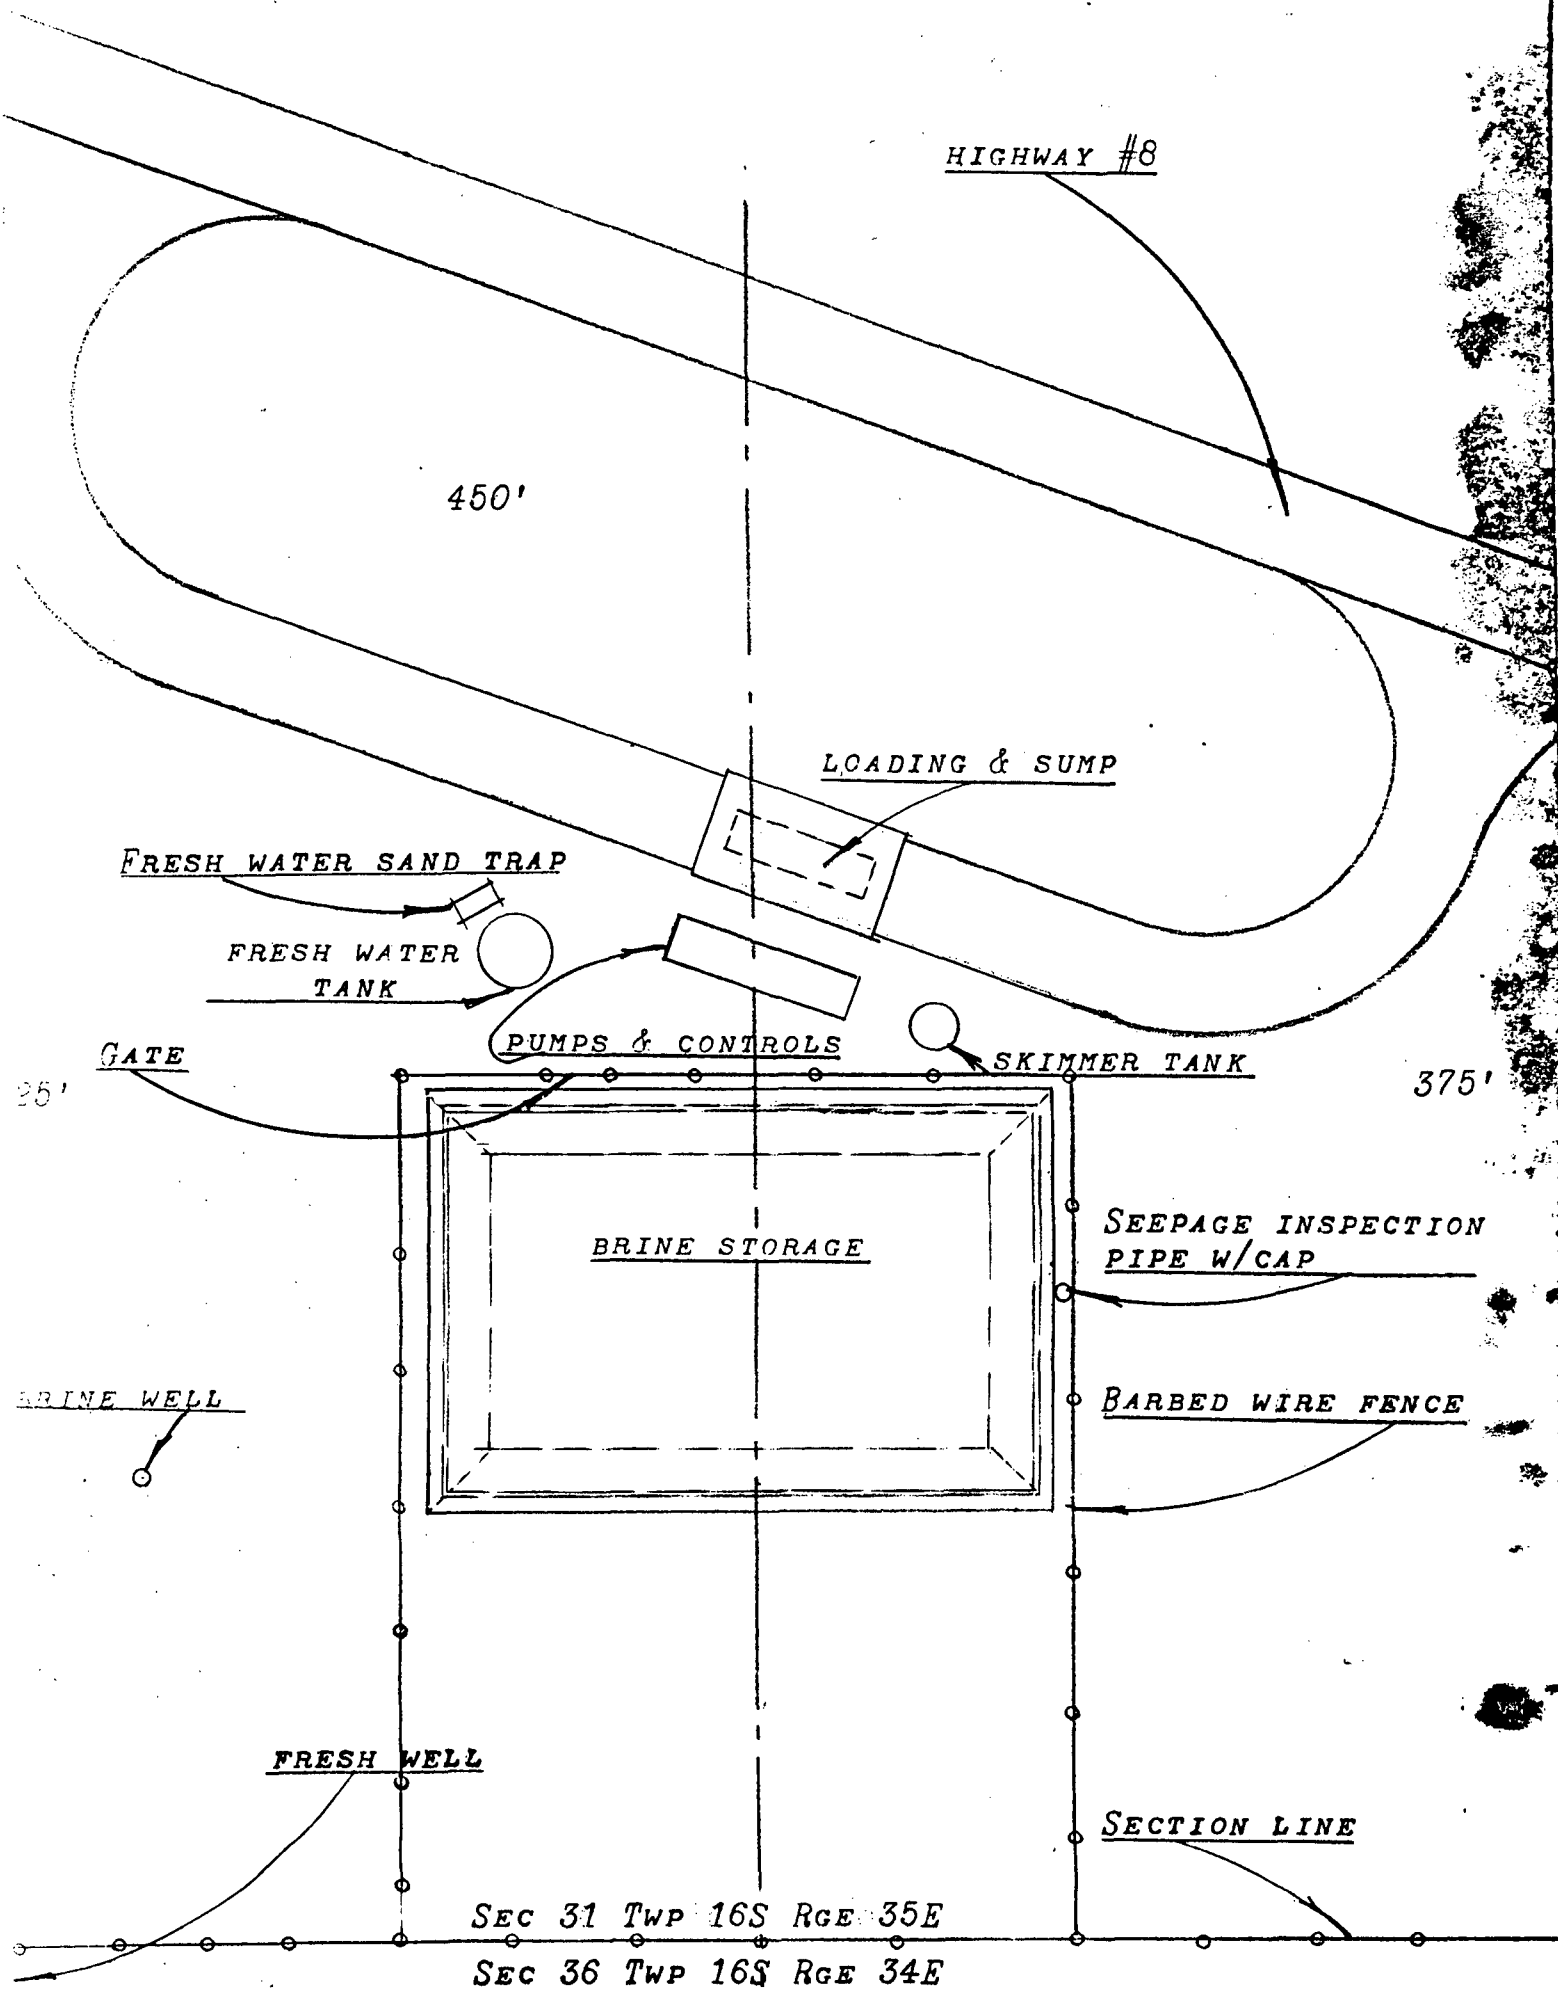 HIGHWAY #8
450'
LOADING & SUMP
FRESH WATER SAND TRAP
FRESH WATER
TANK
PUMPS & CONTROLS
SKIMMER TANK
GATE
375'
SEEPAGE INSPECTION
PIPE W/CAP
BRINE STORAGE
BRINE WELL
BARBED WIRE FENCE
FRESH WELL
SECTION LINE
SEC 31 TWP 16S RGE 35E
SEC 36 TWP 16S RGE 34E